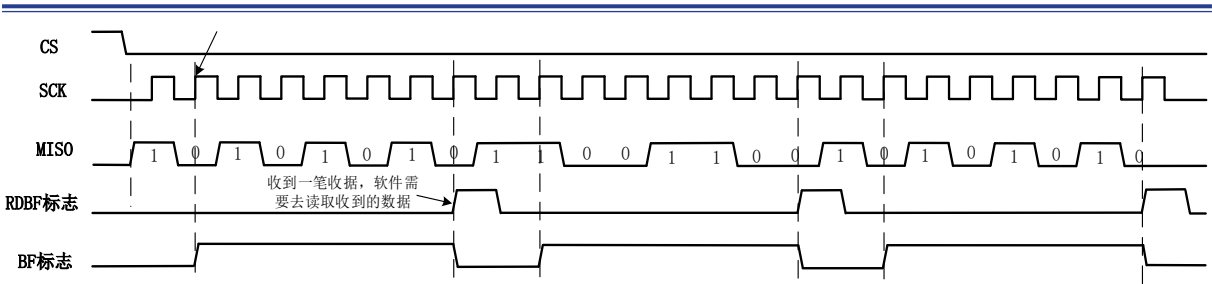 CS
SCK
MISO 1 0 1 0 1 0 1 0 1 1 0 0 1 1 0 0 1 0 1 0 1 0 1 0
收到一笔收据，软件需
要去读取收到的数据
RDBF标志
BF标志